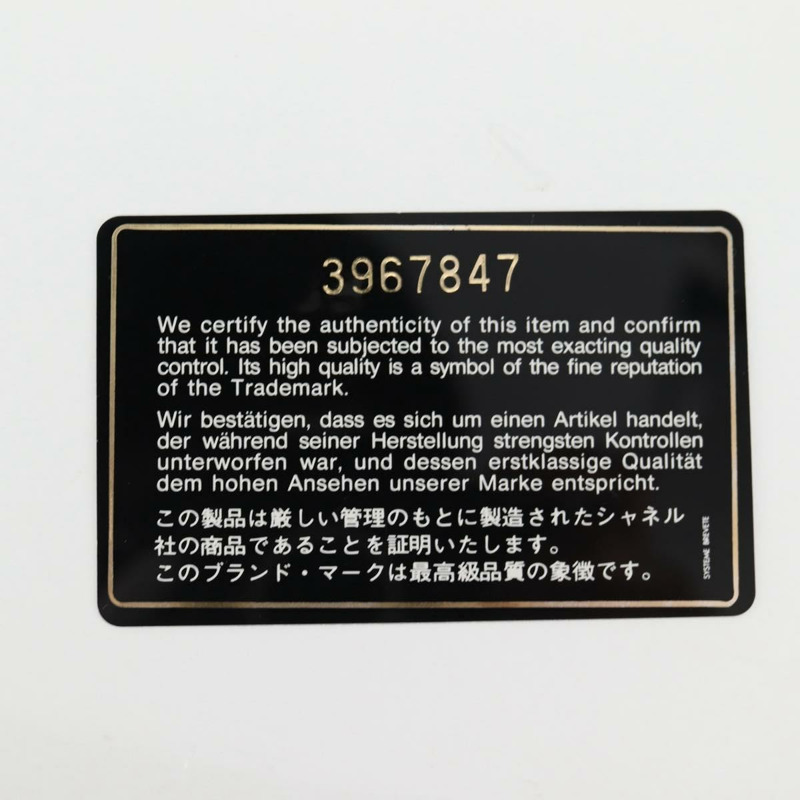 3967847
We certify the authenticity of this item and confirm
that it has been subjected to the most exacting quality
control. Its high quality is a symbol of the fine reputation
of the Trademark.
Wir bestätigen, dass es sich um einen Artikel handelt,
der während seiner Herstellung strengsten Kontrollen
unterworfen war, und dessen erstklassige Qualität
dem hohen Ansehen unserer Marke entspricht.
この製品は厳しい管理のもとに製造されたシャネル
社の商品であることを証明いたします。
このブランド・マークは最高級品質の象徴です。
SYSTEME BREVETE